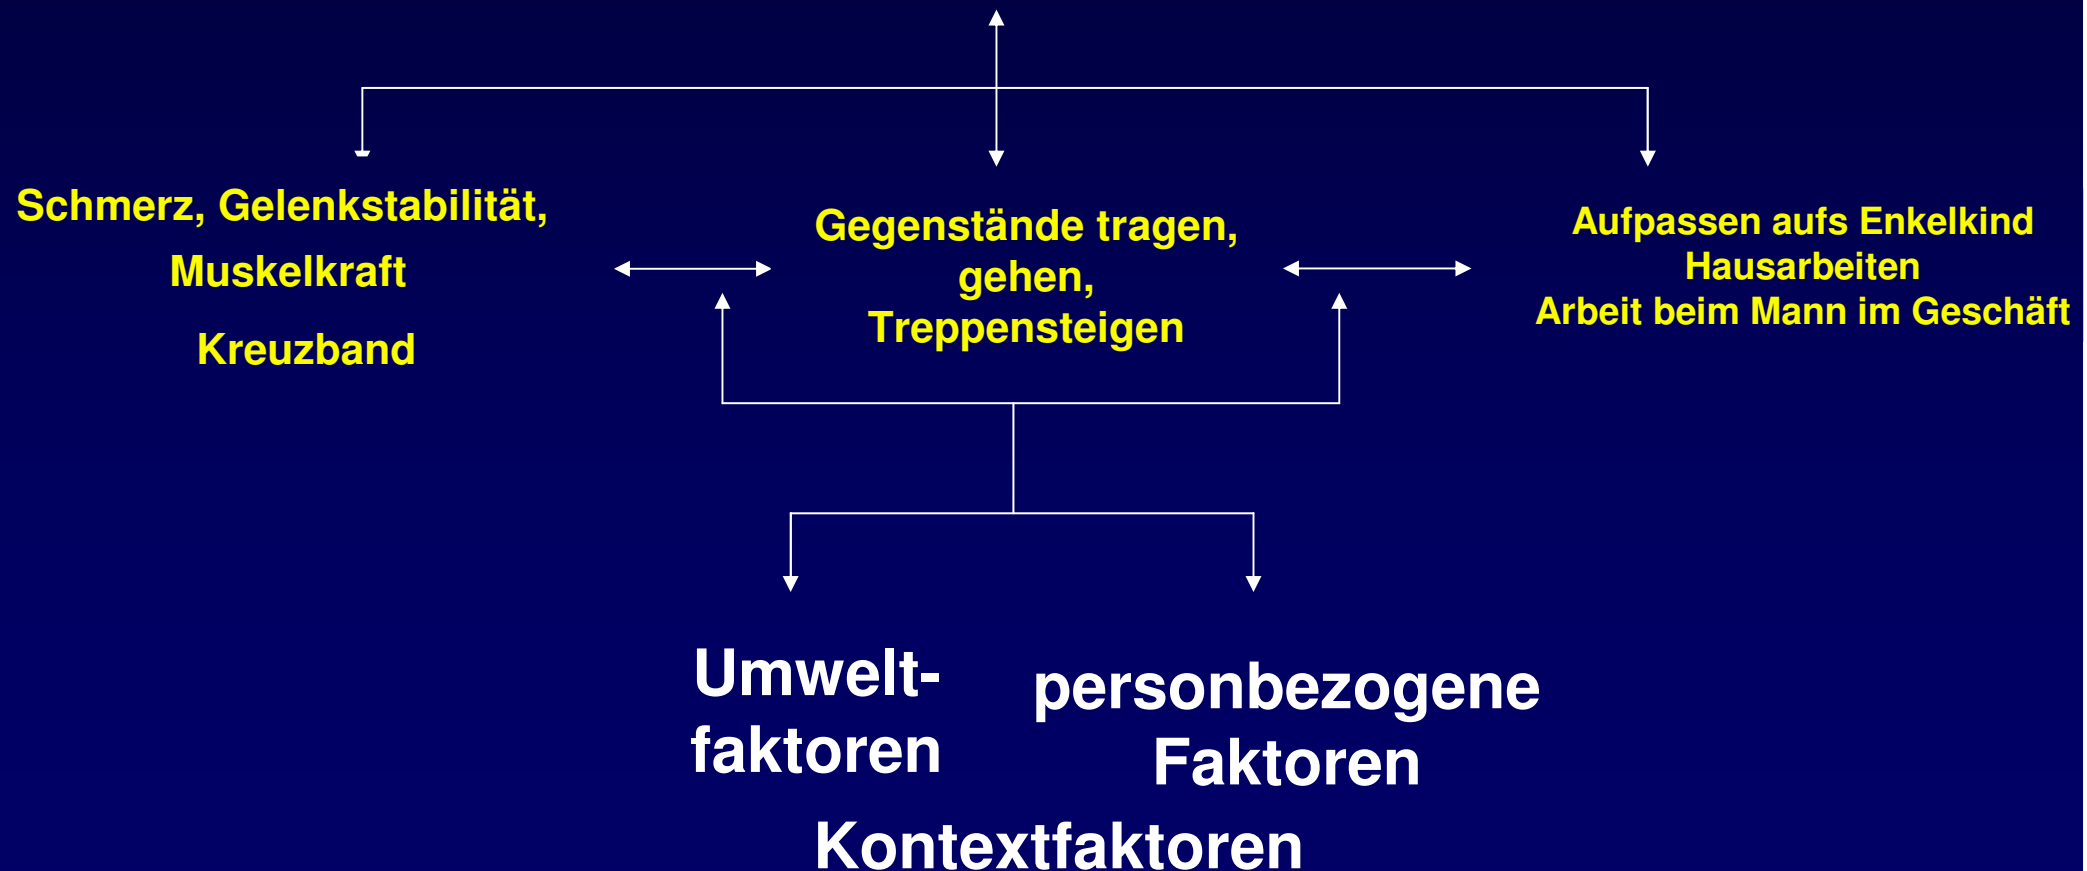 Schmerz, Gelenkstabilität,
Muskelkraft
Kreuzband
Gegenstände tragen,
gehen,
Treppensteigen
Aufpassen aufs Enkelkind
Hausarbeiten
Arbeit beim Mann im Geschäft
Umwelt-
faktoren
personbezogene
Faktoren
Kontextfaktoren